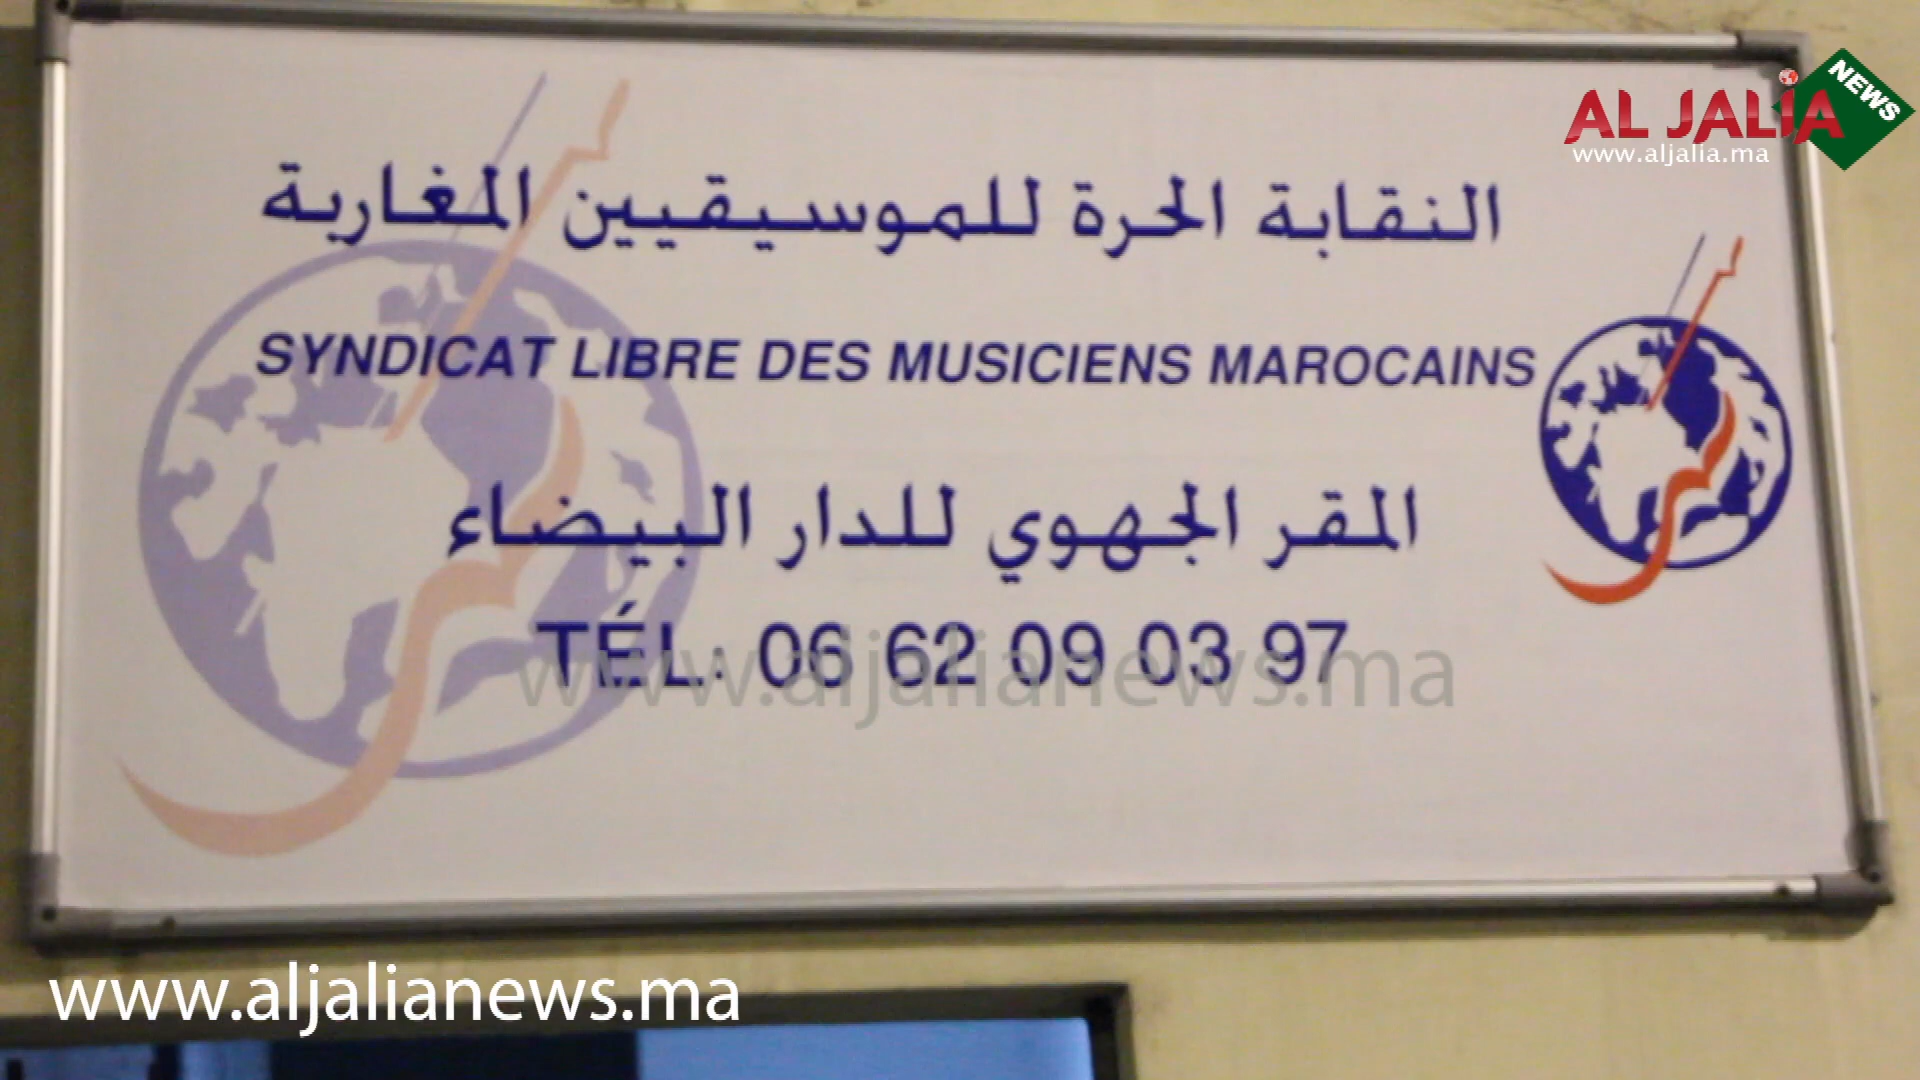 AL JALIA NEWS
www.aljalia.ma
النقابة الحرة للموسيقيين المغاربة
SYNDICAT LIBRE DES MUSICIENS MAROCAINS
المقر الجهوي للدار البيضاء
TÉL: 06 62 09 03 97
www.aljalianews.ma
www.aljalianews.ma